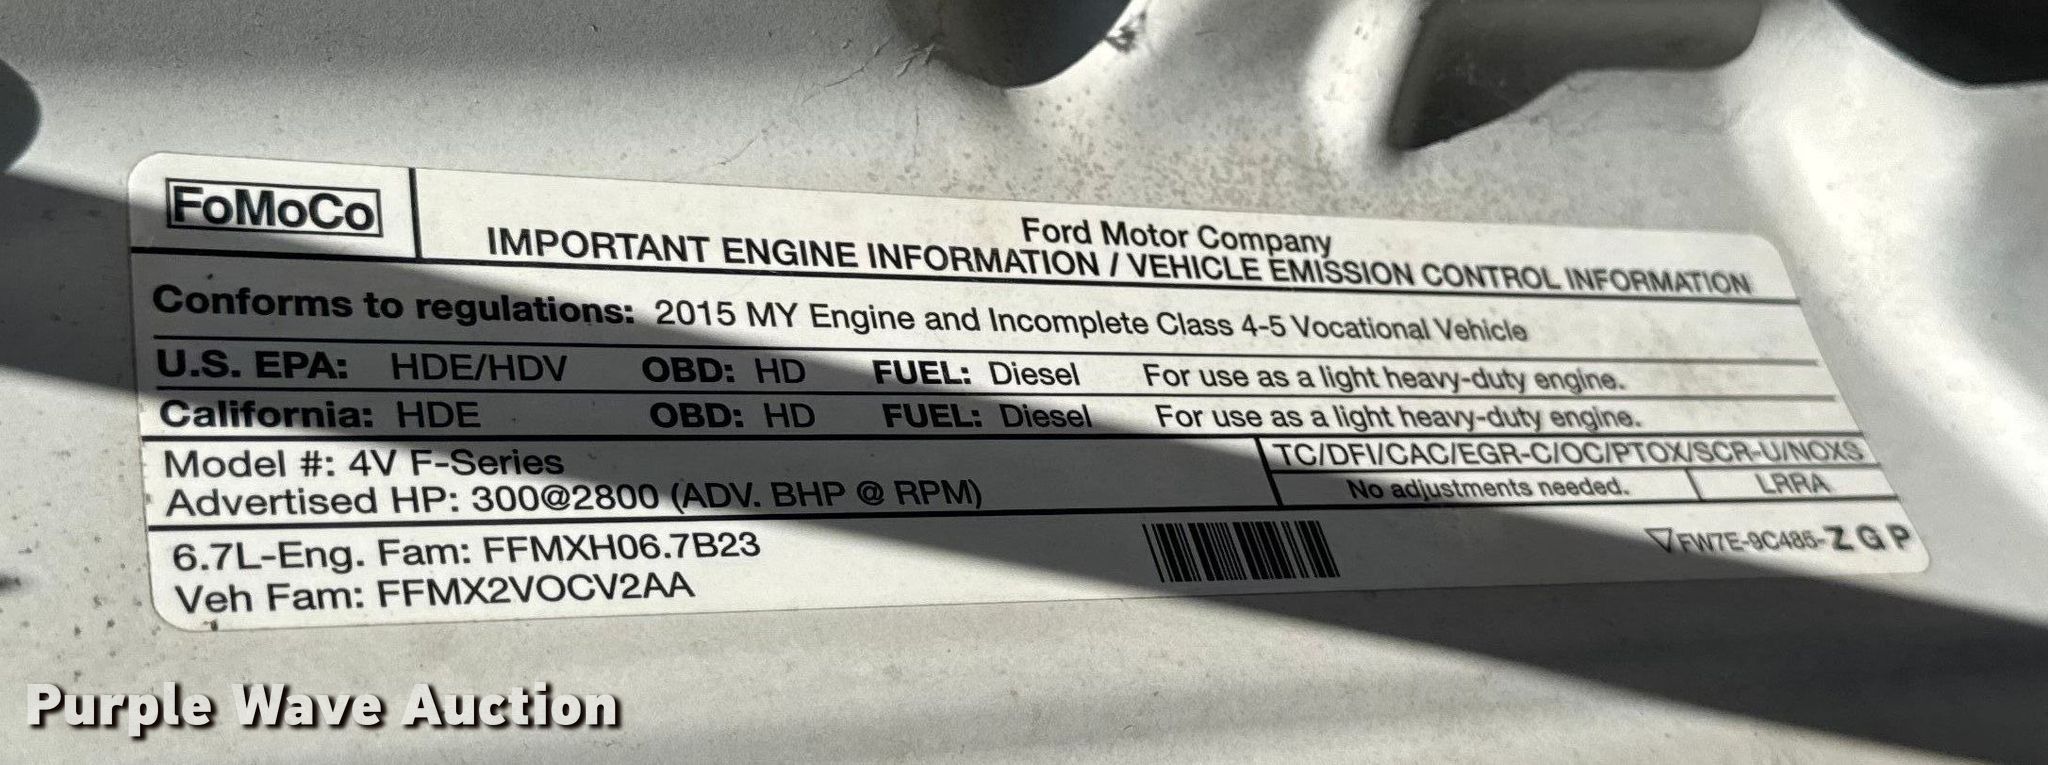 FoMoCo
Ford Motor Company
IMPORTANT ENGINE INFORMATION / VEHICLE EMISSION CONTROL INFORMATION
Conforms to regulations: 2015 MY Engine and Incomplete Class 4-5 Vocational Vehicle
U.S. EPA: HDE/HDV OBD: HD FUEL: Diesel For use as a light heavy-duty engine.
California: HDE OBD: HD FUEL: Diesel For use as a light heavy-duty engine.
Model #: 4V F-Series
Advertised HP: 300@2800 (ADV. BHP @ RPM)
TC/DFI/CAC/EGR-C/OC/PTOX/SCR-U/NOXS
No adjustments needed. LRRA
6.7L-Eng. Fam: FFMXH06.7B23
Veh Fam: FFMX2VOCV2AA
FW7E-9C485-ZGP
Purple Wave Auction